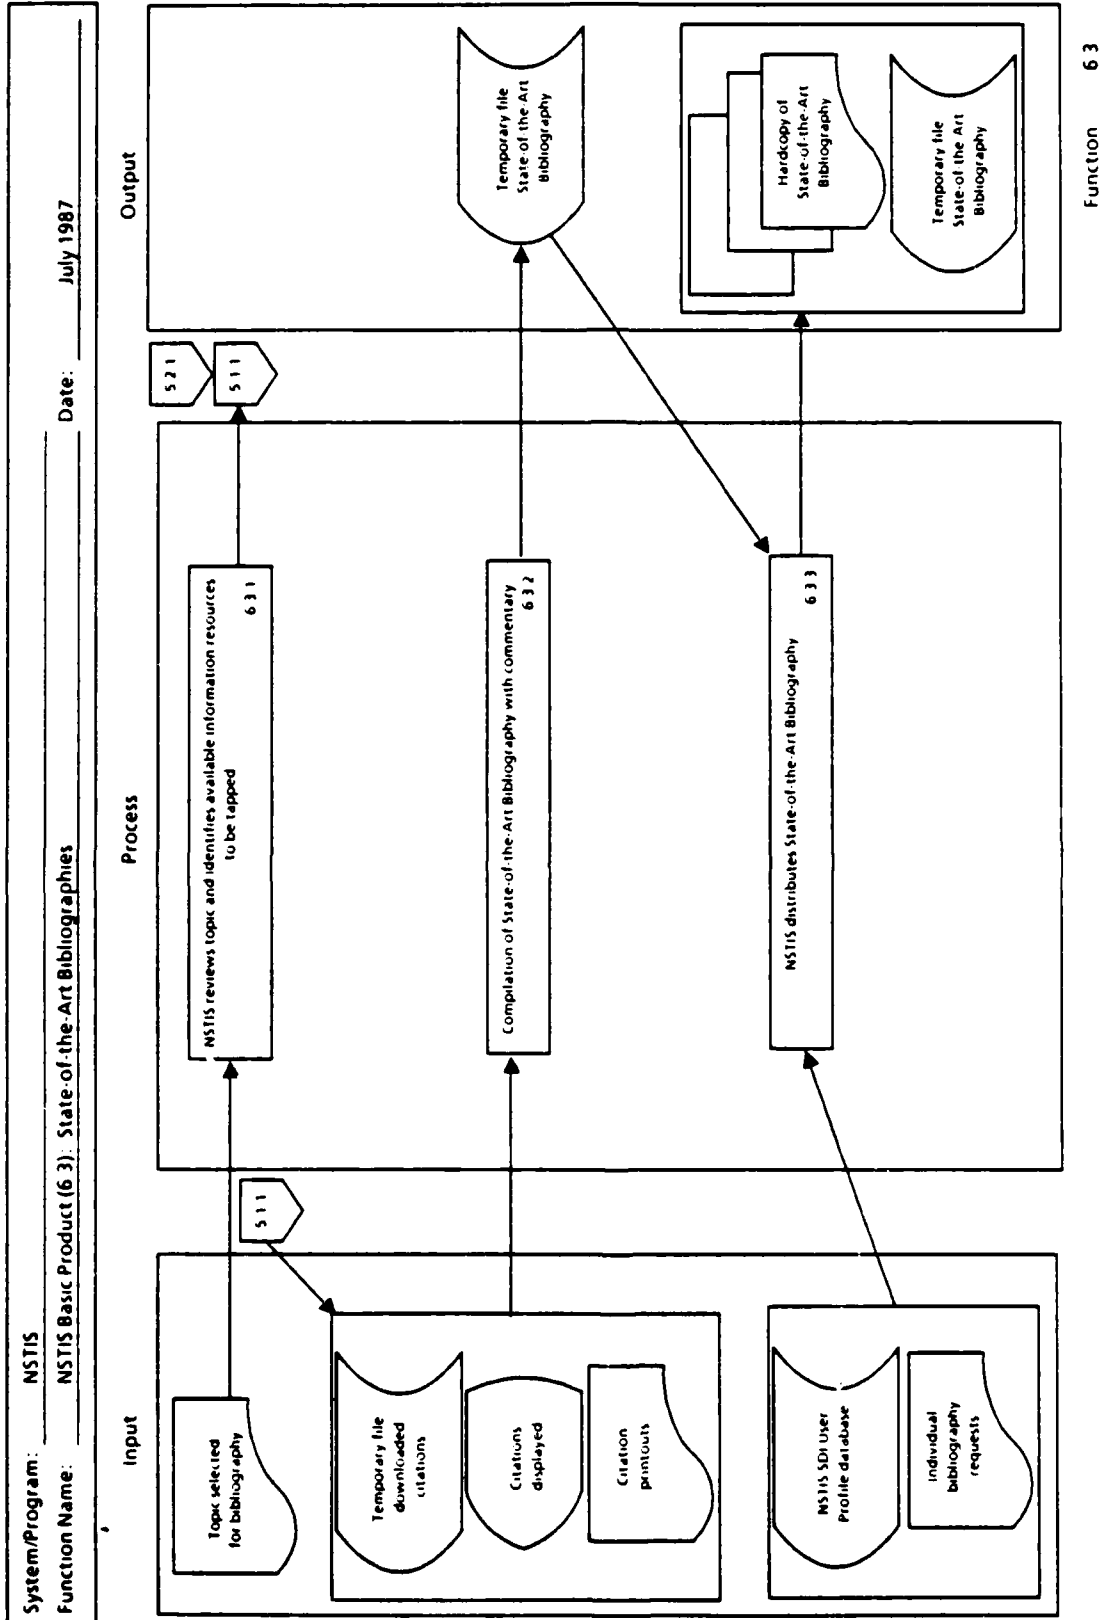 System/Program: NSTIS
Function Name: NSTIS Basic Product (6 3): State-of-the-Art Bibliographies
Date: July 1987
Input
Process
Output
Topic selected
for bibliography
NSTIS reviews topic and identifies available information resources
to be tapped
6 3 1
5 2 1
5 1 1
5 1 1
Temporary file
downloaded
citations
Citations
displayed
Citation
printouts
Compilation of State-of-the-Art Bibliography with commentary
6 3 2
Temporary file
State-of-the-Art
Bibliography
NSTIS SDI User
Profile database
Individual
bibliography
requests
NSTIS distributes State-of-the-Art Bibliography
6 3 3
Hardcopy of
State-of-the-Art
Bibliography
Temporary file
State-of the Art
Bibliography
Function 6 3